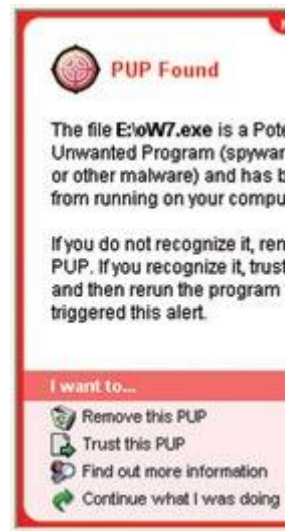 PUP Found
The file E:\oW7.exe is a Pote
Unwanted Program (spywar
or other malware) and has b
from running on your compu
If you do not recognize it, ren
PUP. If you recognize it, trust
and then rerun the program
triggered this alert.
I want to...
Remove this PUP
Trust this PUP
Find out more information
Continue what I was doing